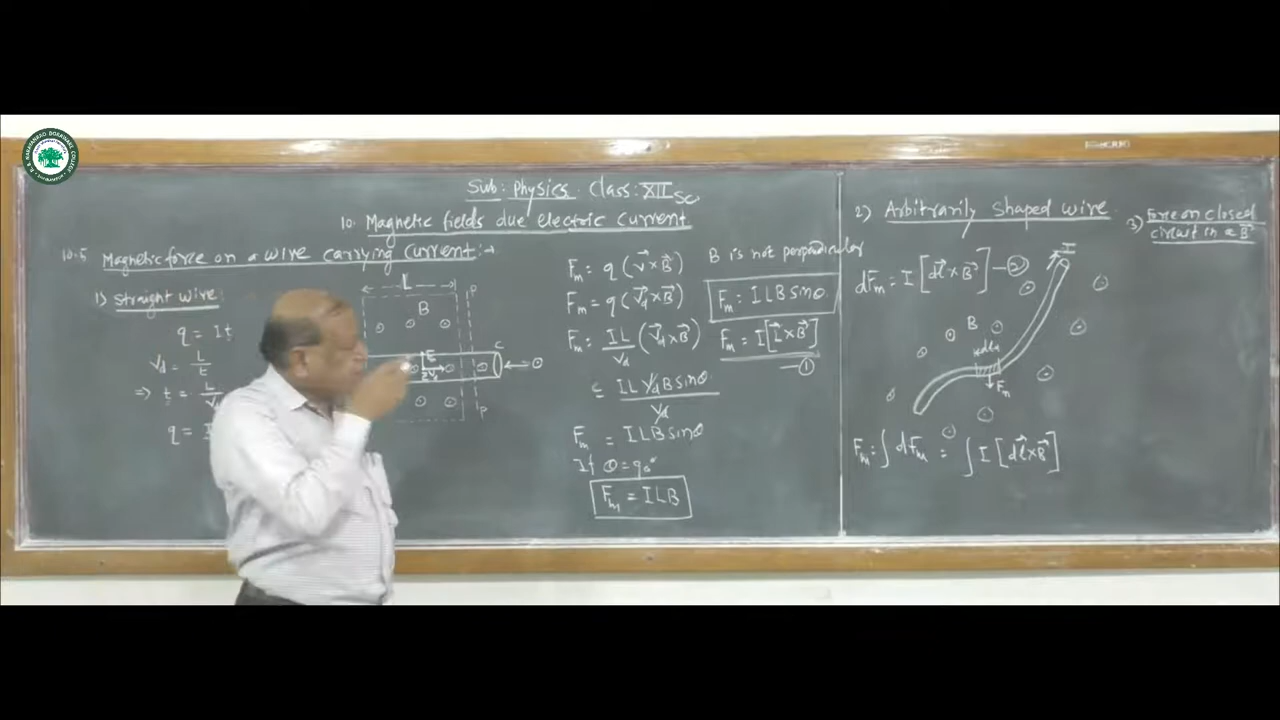 Sub: Physics. Class: XII Sc
10. Magnetic fields due electric current
10.5 Magnetic force on a wire carrying current :→
1) Straight wire
q = It
Vd = L/t
⇒ t = L/Vd
q = I
L
B
C
P
F⃗m = q (V⃗×B⃗)
Fm = q (V⃗d×B⃗)
Fm = IL/Vd (V⃗d×B⃗)
= IL Vd B sinθ / Vd
Fm = ILB sinθ
If θ = 90°
Fm = ILB
B is not perpendicular
Fm = ILB sinθ
Fm = I[L⃗×B⃗]
— ①
2) Arbitrarily Shaped wire
dFm = I [dl⃗×B⃗] — ②
I
B
Fm
Fm = ∫ dFm = ∫ I [dl⃗×B⃗]
3) Force on closed
circuit in a B⃗